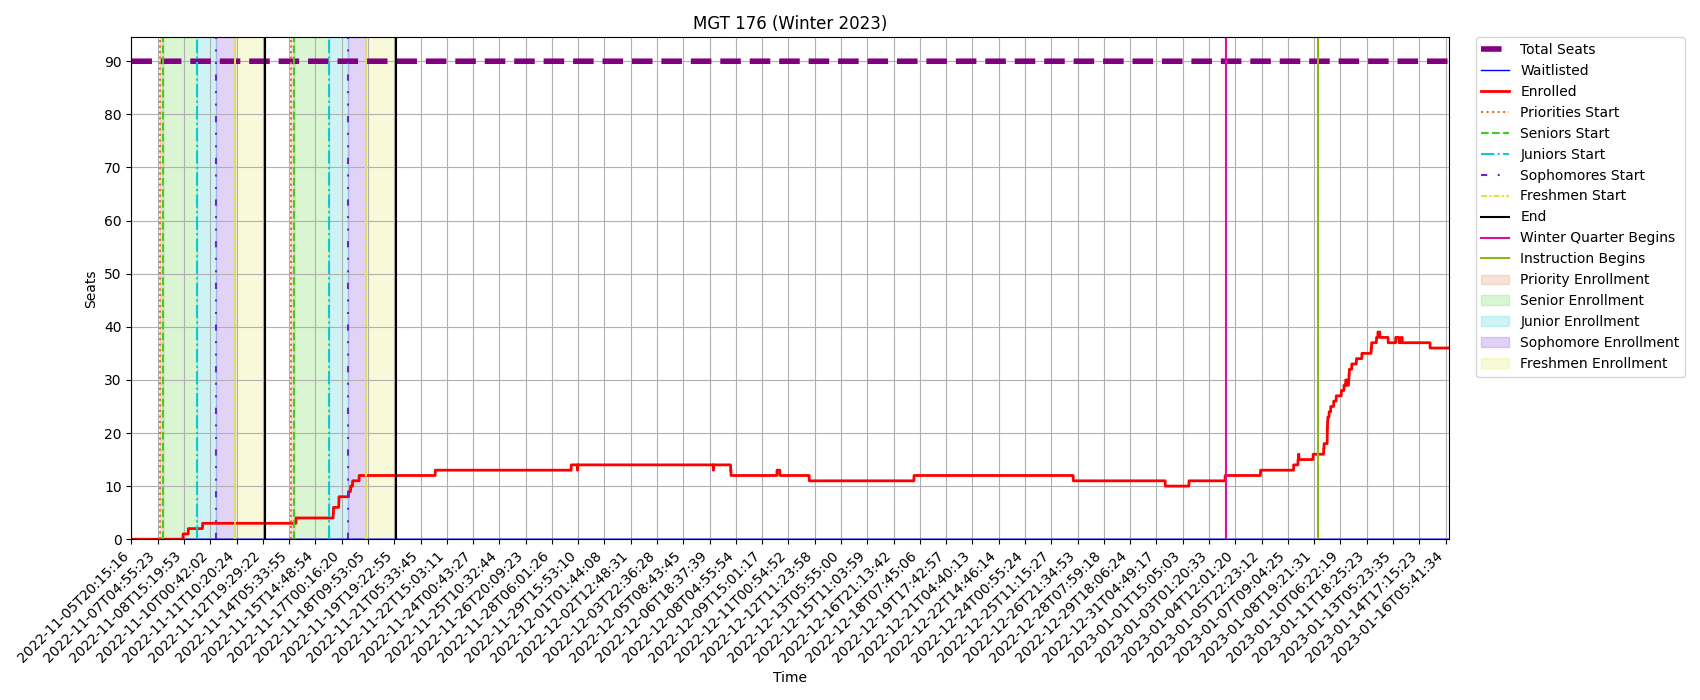 MGT 176 (Winter 2023)
Seats
90
80
70
60
50
40
30
20
10
0
2022-11-05T20:15:16
2022-11-07T04:55:23
2022-11-08T15:19:53
2022-11-10T00:42:02
2022-11-11T10:20:24
2022-11-12T19:29:22
2022-11-14T05:33:55
2022-11-15T14:48:54
2022-11-17T00:16:20
2022-11-18T09:53:05
2022-11-19T19:22:55
2022-11-21T05:33:45
2022-11-22T15:03:11
2022-11-24T00:43:27
2022-11-25T10:32:44
2022-11-26T20:09:23
2022-11-28T06:01:26
2022-11-29T15:53:10
2022-12-01T01:44:08
2022-12-02T12:48:31
2022-12-03T22:36:28
2022-12-05T08:43:45
2022-12-06T18:37:39
2022-12-08T04:55:54
2022-12-09T15:01:17
2022-12-11T00:54:52
2022-12-12T11:23:58
2022-12-13T15:55:00
2022-12-15T11:03:59
2022-12-16T21:13:42
2022-12-18T07:45:06
2022-12-19T17:42:57
2022-12-21T04:40:13
2022-12-22T14:46:14
2022-12-24T00:55:24
2022-12-25T11:15:27
2022-12-26T21:34:53
2022-12-28T07:59:18
2022-12-29T18:06:24
2022-12-31T04:49:17
2023-01-01T15:05:03
2023-01-03T01:20:33
2023-01-04T12:01:20
2023-01-05T22:23:12
2023-01-07T09:04:25
2023-01-08T19:21:31
2023-01-10T06:22:19
2023-01-11T18:25:23
2023-01-13T05:23:35
2023-01-14T17:15:23
2023-01-16T05:41:34
Time
Total Seats
Waitlisted
Enrolled
Priorities Start
Seniors Start
Juniors Start
Sophomores Start
Freshmen Start
End
Winter Quarter Begins
Instruction Begins
Priority Enrollment
Senior Enrollment
Junior Enrollment
Sophomore Enrollment
Freshmen Enrollment